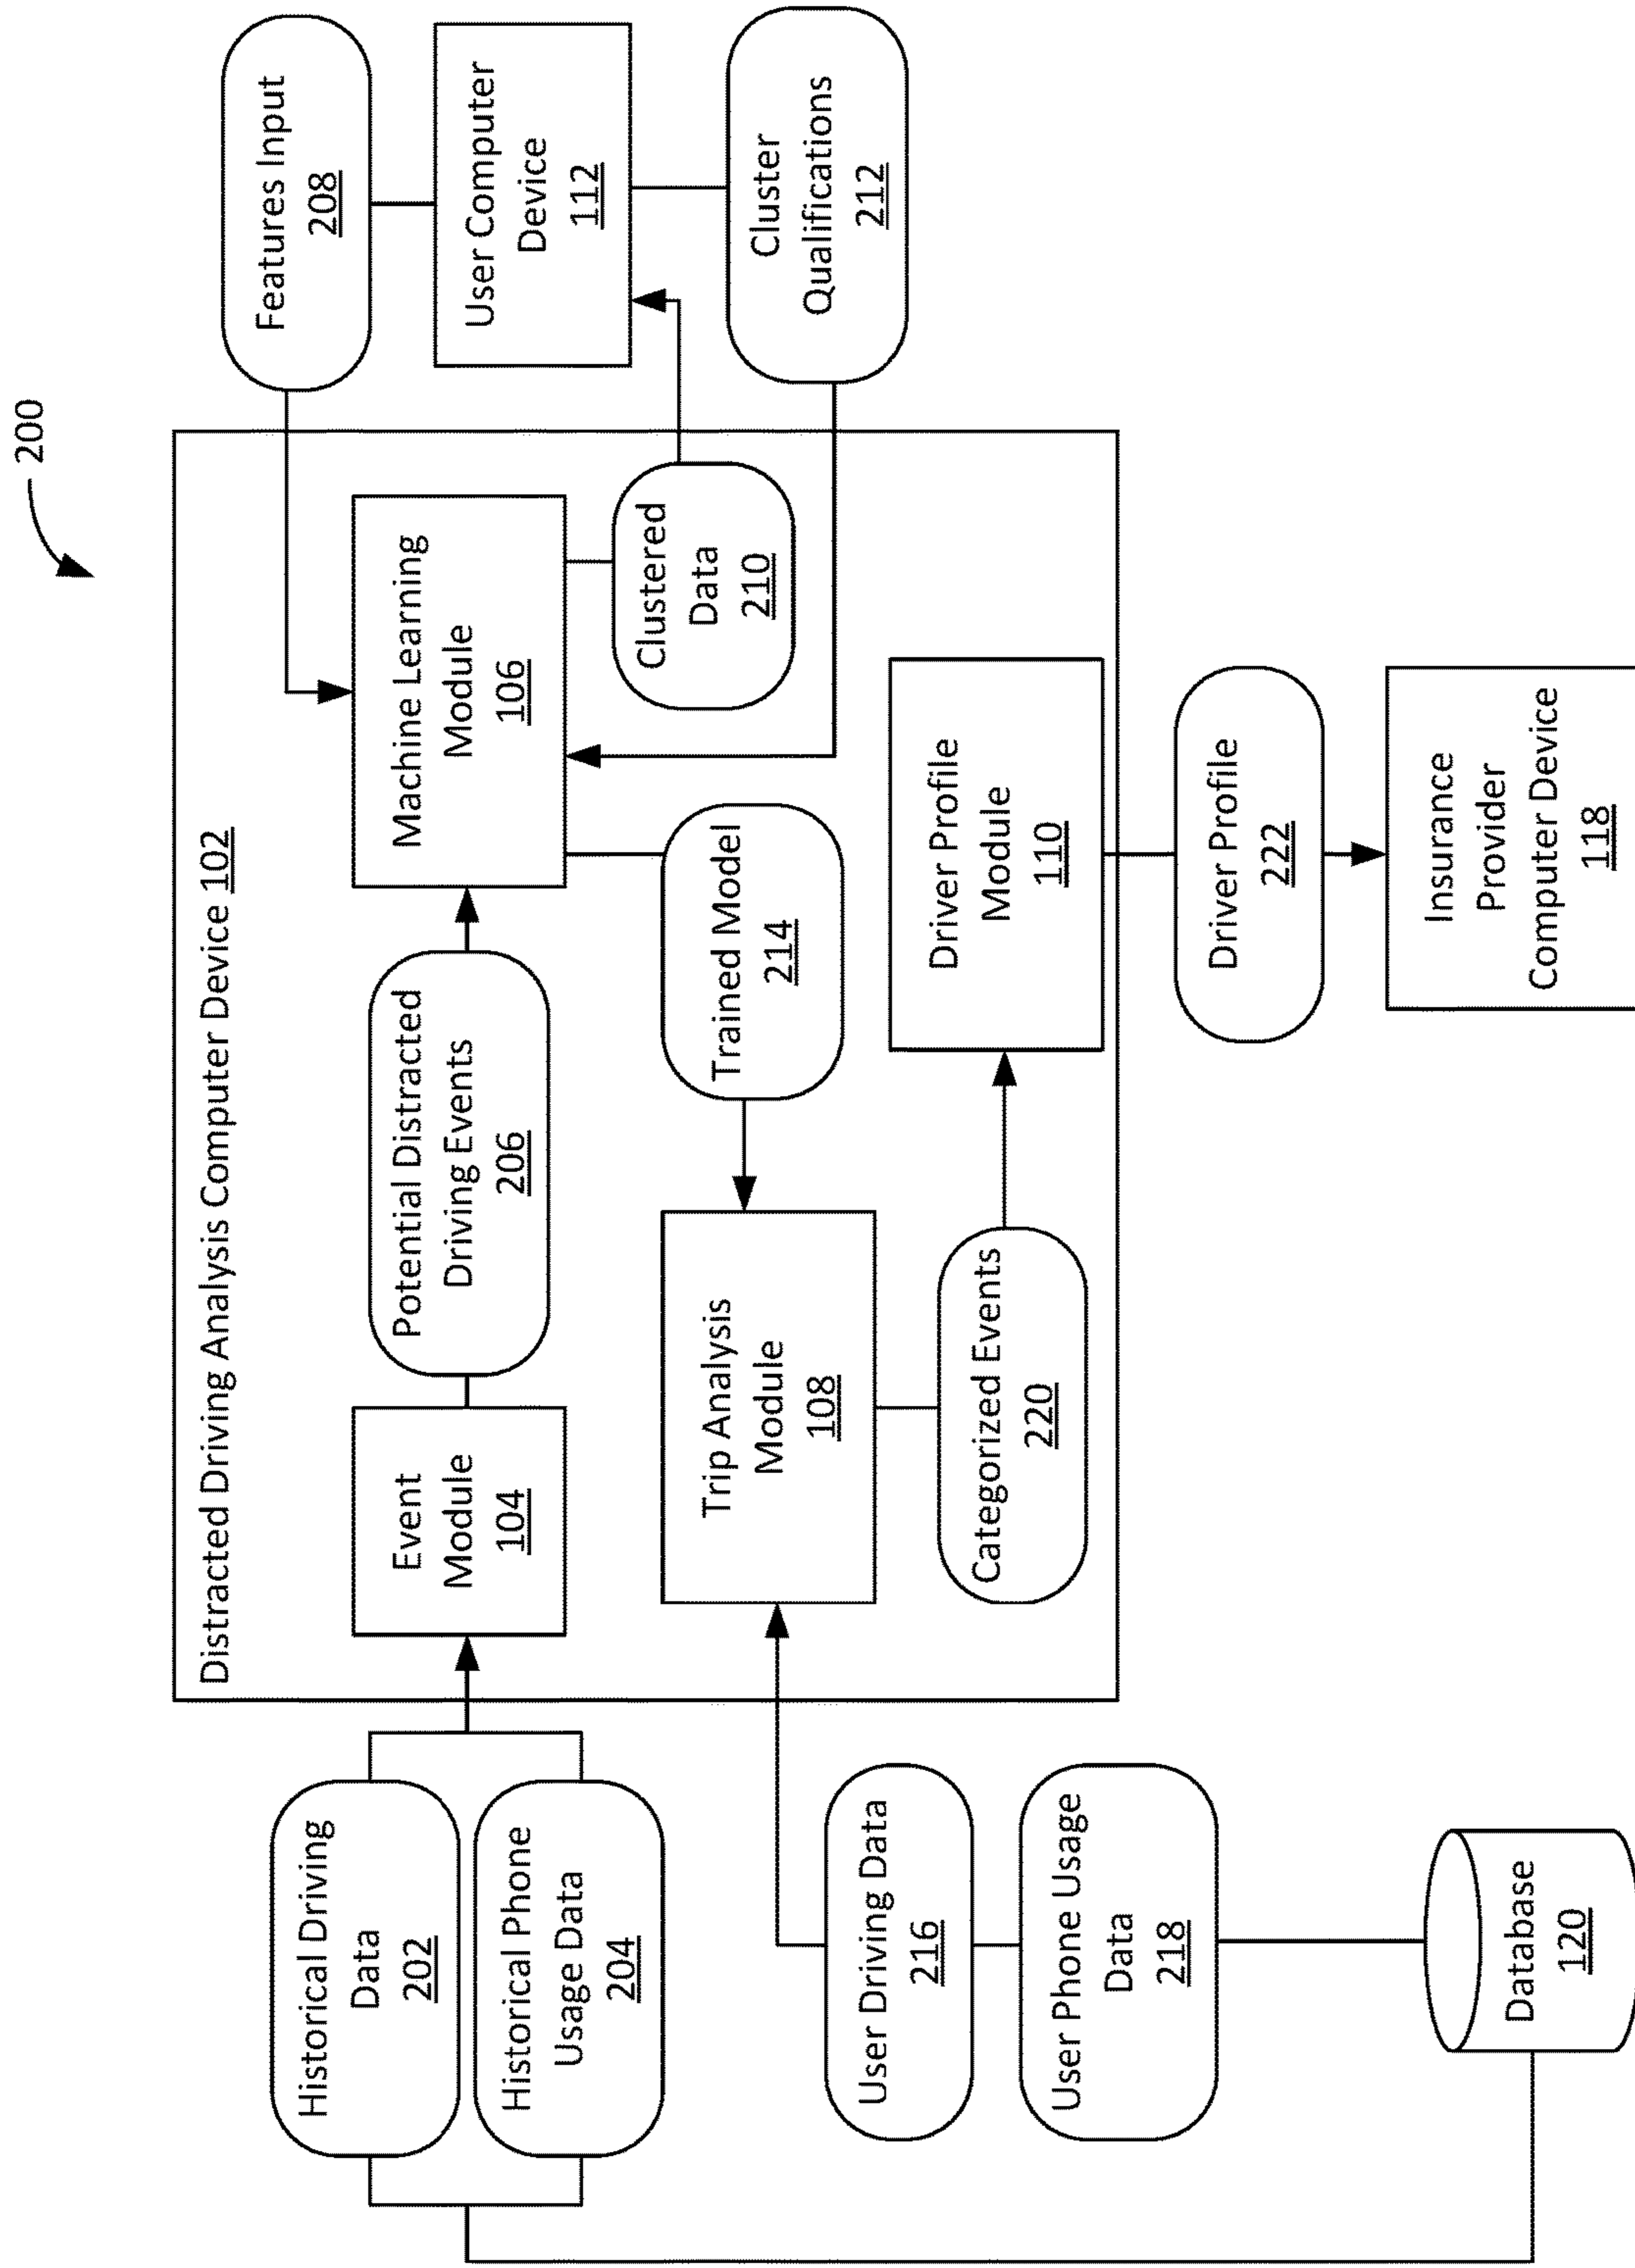 200
Distracted Driving Analysis Computer Device 102
Historical Driving
Data
202
Historical Phone
Usage Data
204
Event
Module
104
Potential Distracted
Driving Events
206
Machine Learning
Module
106
Features Input
208
User Computer
Device
112
Clustered
Data
210
Cluster
Qualifications
212
Trained Model
214
User Driving Data
216
User Phone Usage
Data
218
Trip Analysis
Module
108
Categorized Events
220
Driver Profile
Module
110
Driver Profile
222
Database
120
Insurance
Provider
Computer Device
118